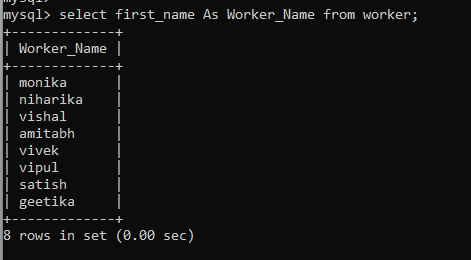 mysql>
mysql> select first_name As Worker_Name from worker;
+-------------+
| Worker_Name |
+-------------+
| monika      |
| niharika    |
| vishal      |
| amitabh     |
| vivek       |
| vipul       |
| satish      |
| geetika     |
+-------------+
8 rows in set (0.00 sec)